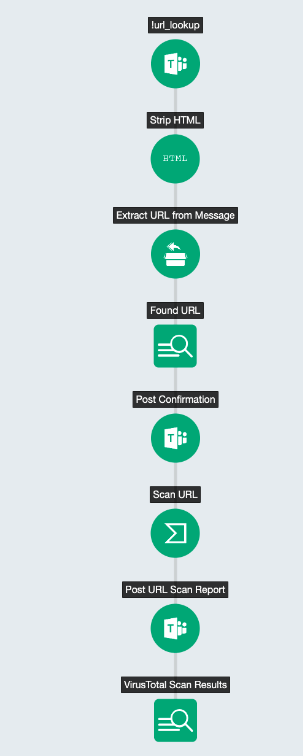 !url_lookup
T
Strip HTML
HTML
Extract URL from Message
Found URL
Post Confirmation
T
Scan URL
Post URL Scan Report
T
VirusTotal Scan Results